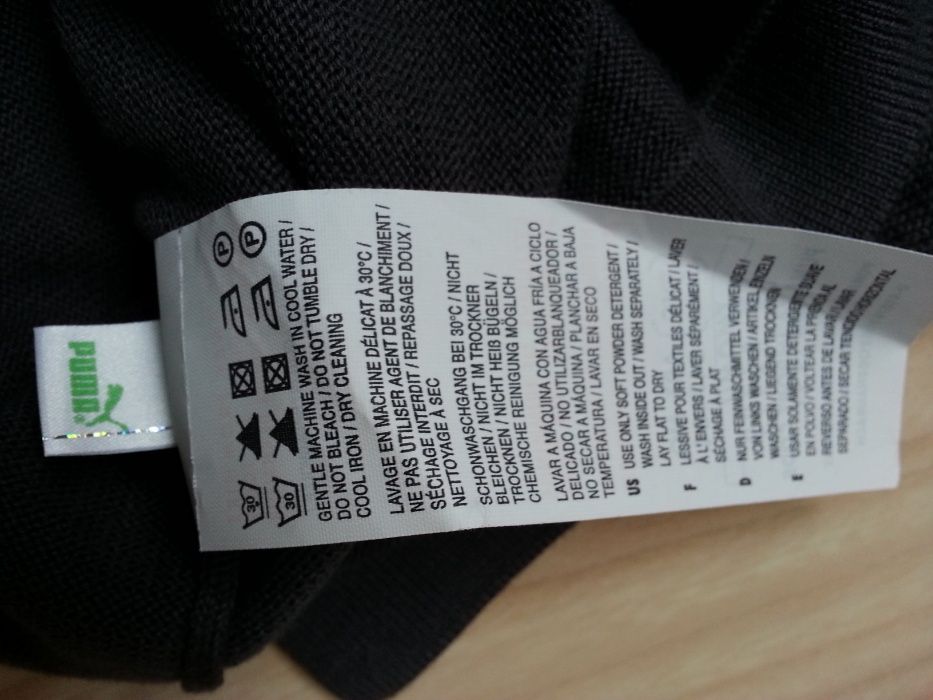 PUMA
P
P
30
30
GENTLE MACHINE WASH IN COOL WATER /
DO NOT BLEACH / DO NOT TUMBLE DRY /
COOL IRON / DRY CLEANING
LAVAGE EN MACHINE DÉLICAT À 30°C /
NE PAS UTILISER AGENT DE BLANCHIMENT /
SÉCHAGE INTERDIT / REPASSAGE DOUX /
NETTOYAGE À SEC
SCHONWASCHGANG BEI 30°C / NICHT
BLEICHEN / NICHT IM TROCKNER
TROCKNEN / NICHT HEIß BÜGELN /
CHEMISCHE REINIGUNG MÖGLICH
LAVAR A MÁQUINA CON AGUA FRÍA A CICLO
DELICADO / NO UTILIZARBLANQUEADOR /
NO SECAR A MÁQUINA / PLANCHAR A BAJA
TEMPERATURA / LAVAR EN SECO
US
USE ONLY SOFT POWDER DETERGENT /
WASH INSIDE OUT / WASH SEPARATELY /
LAY FLAT TO DRY
F
LESSIVE POUR TEXTILES DÉLICAT / LAVER
À L'ENVERS / LAVER SÉPARÉMENT /
SÉCHAGE À PLAT
D
NUR FEINWASCHMITTEL VERWENDEN /
VON LINKS WASCHEN / ARTIKEL EINZELN
WASCHEN / LIEGEND TROCKNEN
E
USAR SOLAMENTE DETERGENTE SUAVE
EN POLVO / VOLTEAR LA PRENDA AL
REVERSO ANTES DE LAVAR / LAVAR
SEPARADO / SECAR TENDIDO HORIZONTAL